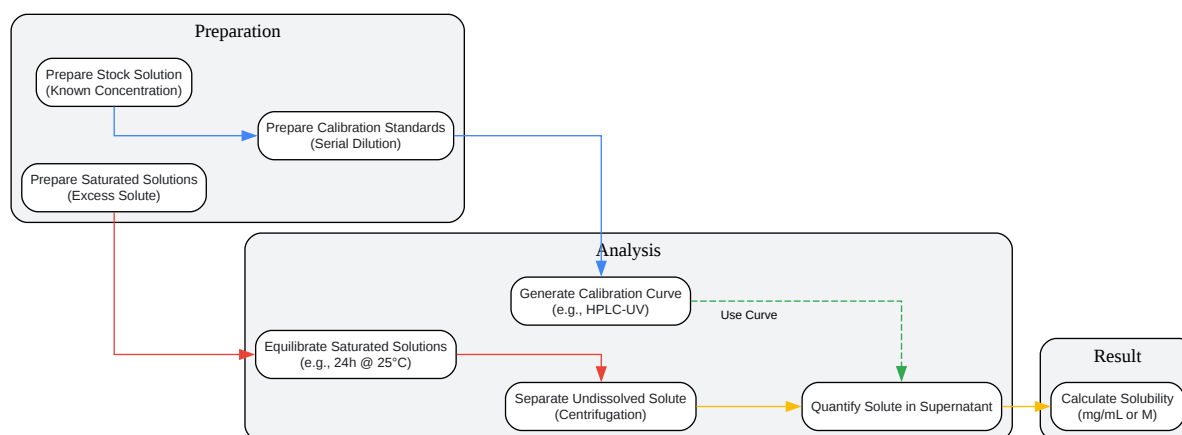 Preparation
Prepare Stock Solution
(Known Concentration)
Prepare Calibration Standards
(Serial Dilution)
Prepare Saturated Solutions
(Excess Solute)
Analysis
Generate Calibration Curve
(e.g., HPLC-UV)
Use Curve
Equilibrate Saturated Solutions
(e.g., 24h @ 25°C)
Separate Undissolved Solute
(Centrifugation)
Quantify Solute in Supernatant
Result
Calculate Solubility
(mg/mL or M)